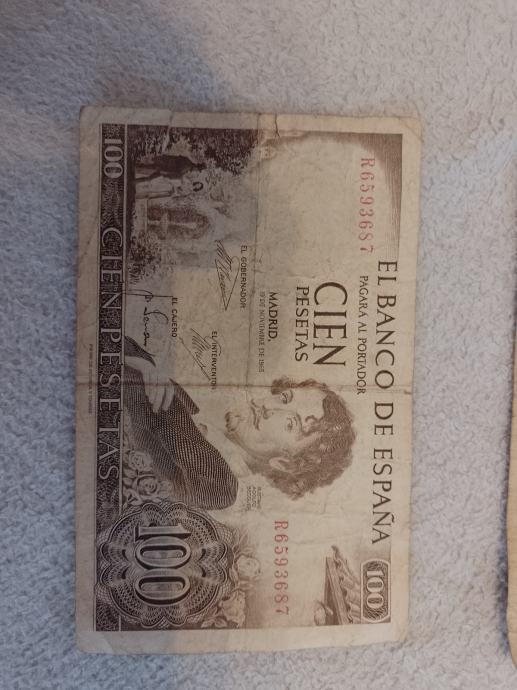 EL BANCO DE ESPAÑA
PAGARÁ AL PORTADOR
R6593687
CIEN
PESETAS
MADRID,
19 DE NOVIEMBRE DE 1965
EL GOBERNADOR
EL INTERVENTOR
EL CAJERO
100
R6593687
100
100 CIEN PESETAS